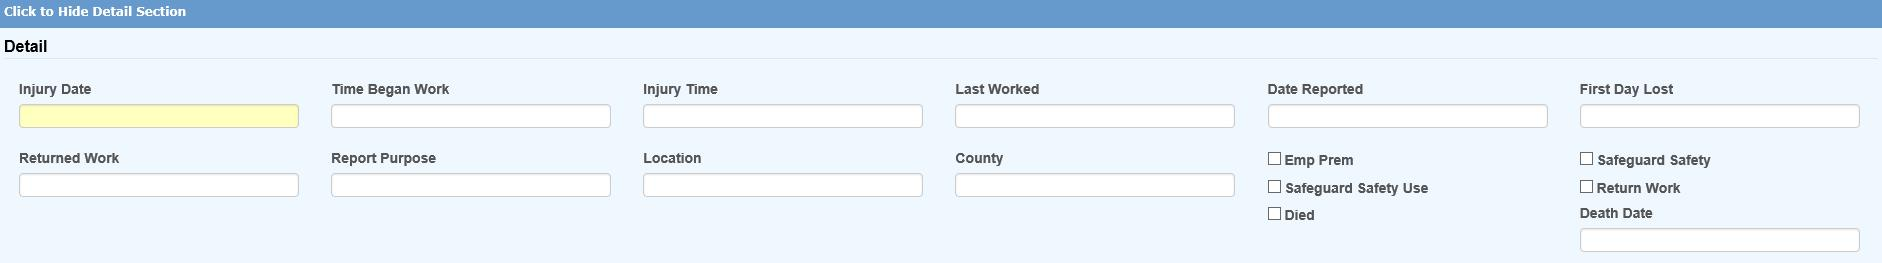 Click to Hide Detail Section
Detail
Injury Date
Time Began Work
Injury Time
Last Worked
Date Reported
First Day Lost
Returned Work
Report Purpose
Location
County
Emp Prem
Safeguard Safety
Safeguard Safety Use
Return Work
Died
Death Date